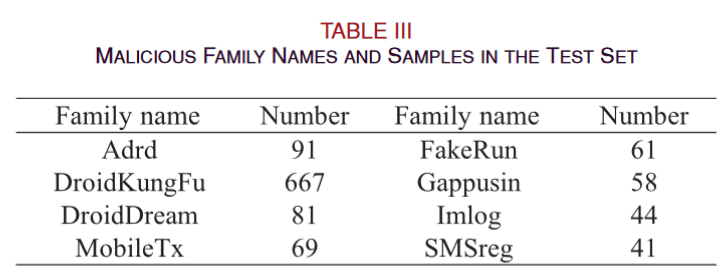 TABLE III
MALICIOUS FAMILY NAMES AND SAMPLES IN THE TEST SET
Family name Number Family name Number
Adrd 91 FakeRun 61
DroidKungFu 667 Gappusin 58
DroidDream 81 Imlog 44
MobileTx 69 SMSreg 41